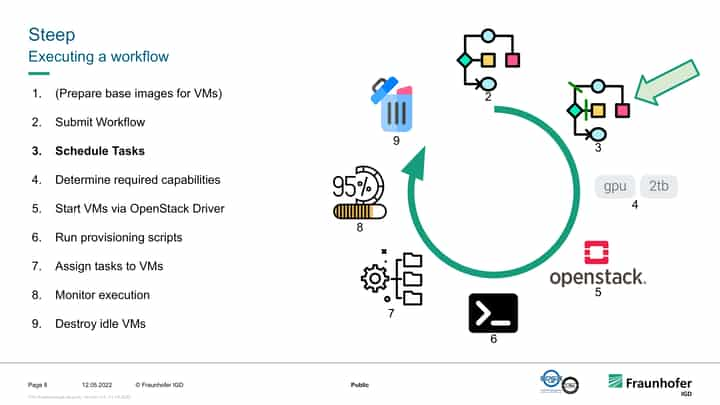 Steep
Executing a workflow
1. (Prepare base images for VMs)
2. Submit Workflow
3. Schedule Tasks
4. Determine required capabilities
5. Start VMs via OpenStack Driver
6. Run provisioning scripts
7. Assign tasks to VMs
8. Monitor execution
9. Destroy idle VMs
2
3
gpu 2tb
4
openstack.
5
6
7
95%
8
9
Page 8 12.05.2022 © Fraunhofer IGD Public
Fraunhofer
IGD